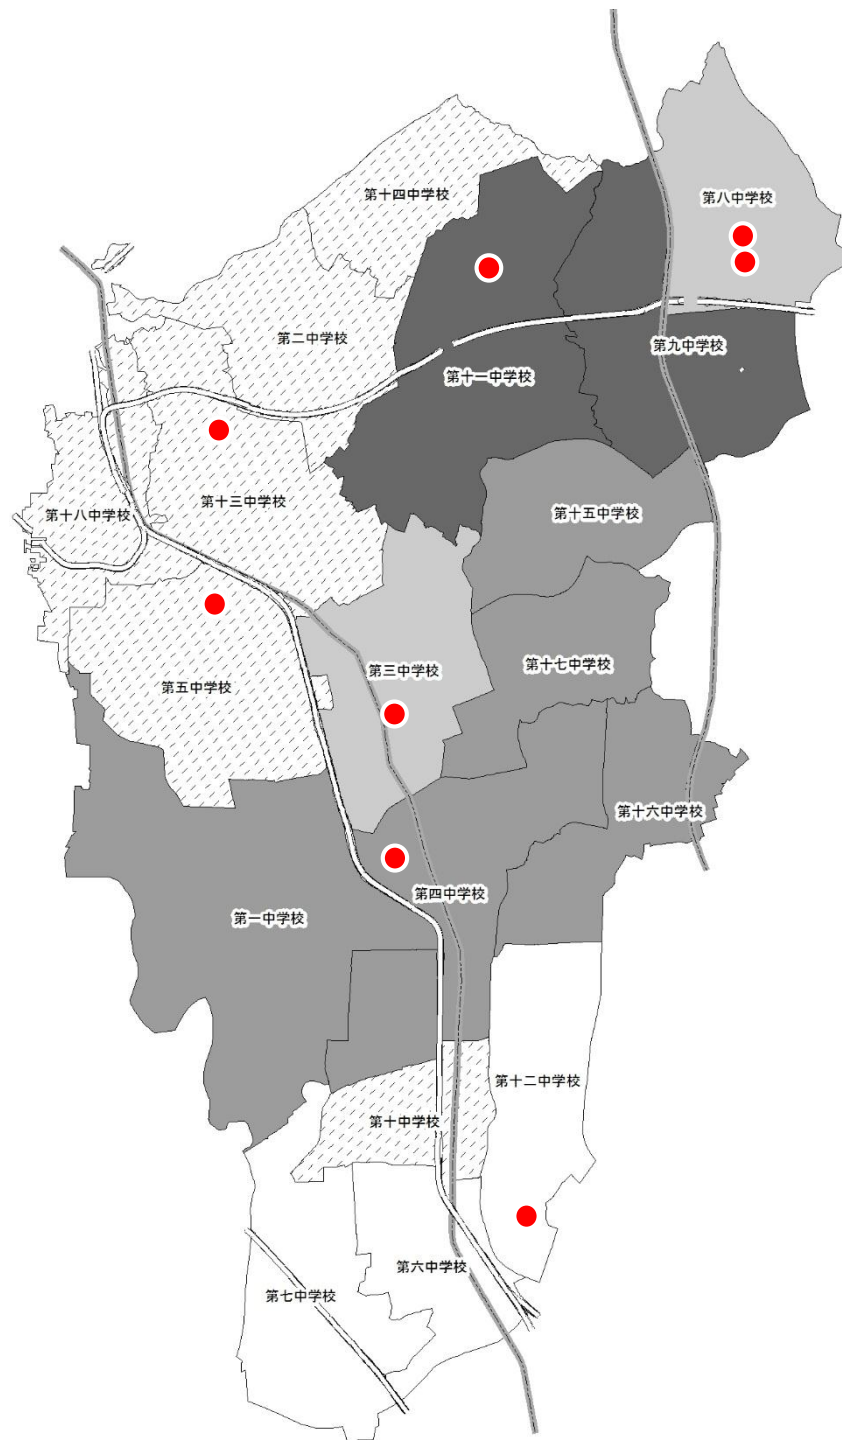 第十四中学校
第八中学校
第二中学校
第九中学校
第十一中学校
第十三中学校
第十八中学校
第十五中学校
第十七中学校
第三中学校
第五中学校
第十六中学校
第四中学校
第一中学校
第十二中学校
第十中学校
第六中学校
第七中学校